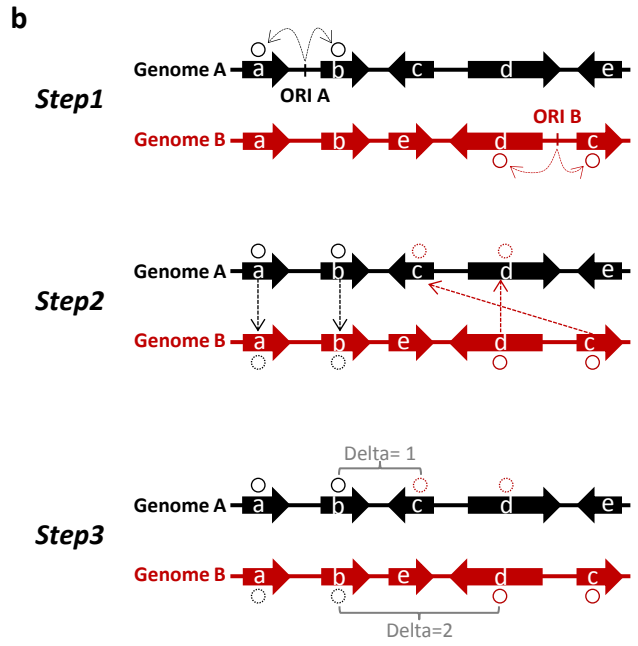 b
Step1
Genome A a b c d e
ORI A
ORI B
Genome B a b e d c
Step2
Genome A a b c d e
Genome B a b e d c
Step3
Delta= 1
Genome A a b c d e
Genome B a b e d c
Delta=2